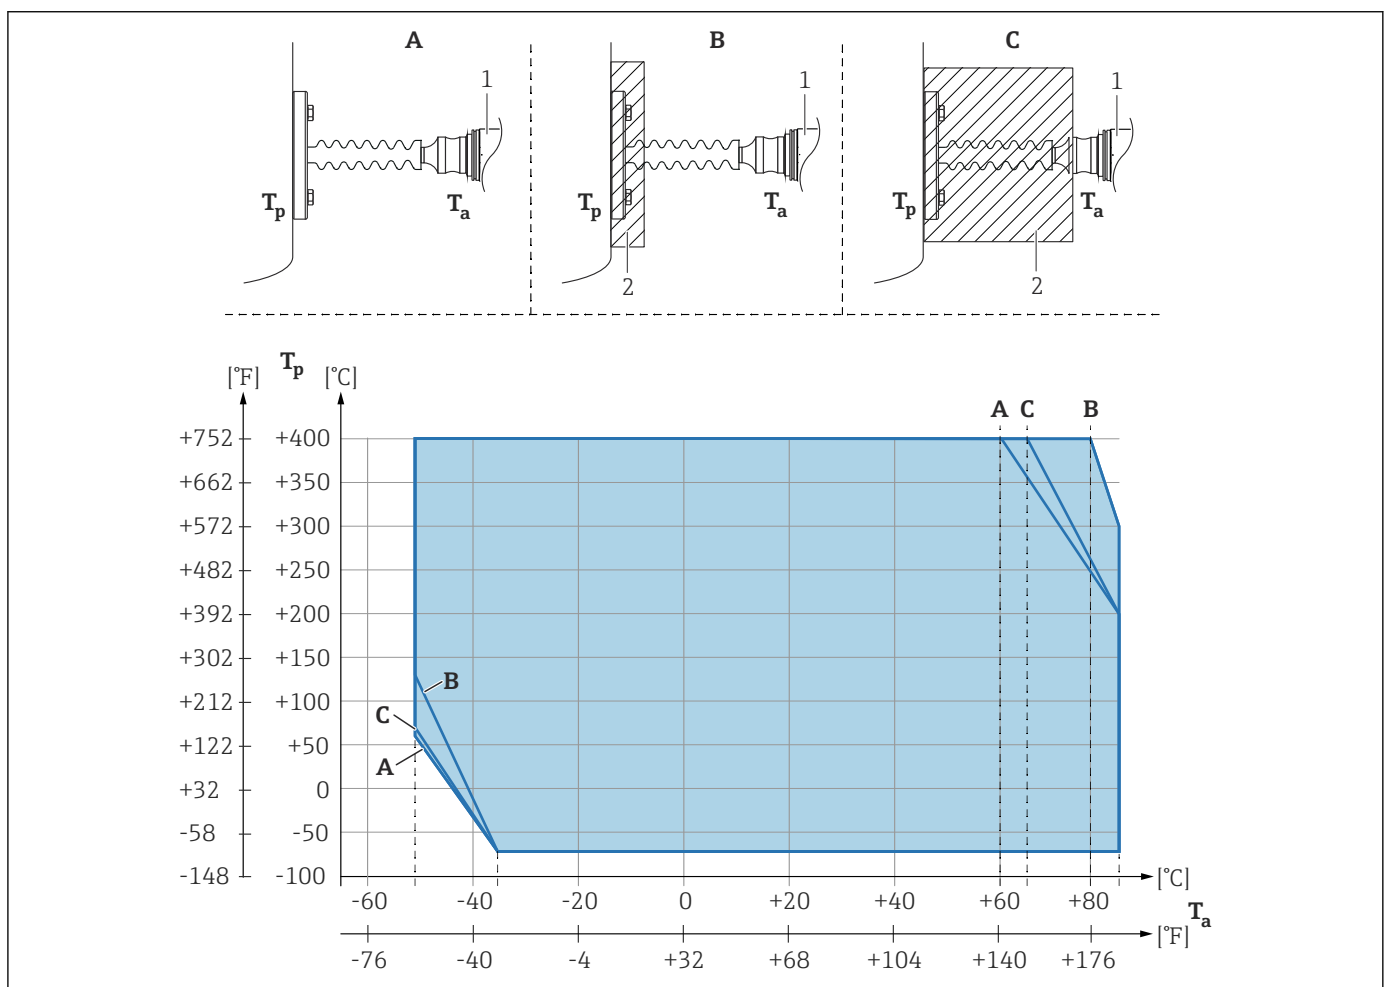 A B C
1 1 1
Tp Ta Tp Ta Tp Ta
2 2
Tp
[°F] [°C]
A C B
+752 +400
+662 +350
+572 +300
+482 +250
+392 +200
+302 +150
B
+212 +100
C
+122 +50
A
+32 0
-58 -50
-148 -100
[°C]
-60 -40 -20 0 +20 +40 +60 +80
Ta
[°F]
-76 -40 -4 +32 +68 +104 +140 +176